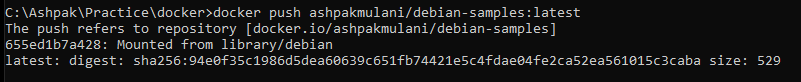 C:\Ashpak\Practice\docker>docker push ashpakmulani/debian-samples:latest
The push refers to repository [docker.io/ashpakmulani/debian-samples]
655ed1b7a428: Mounted from library/debian
latest: digest: sha256:94e0f35c1986d5dea60639c651fb74421e5c4fdae04fe2ca52ea561015c3caba size: 529